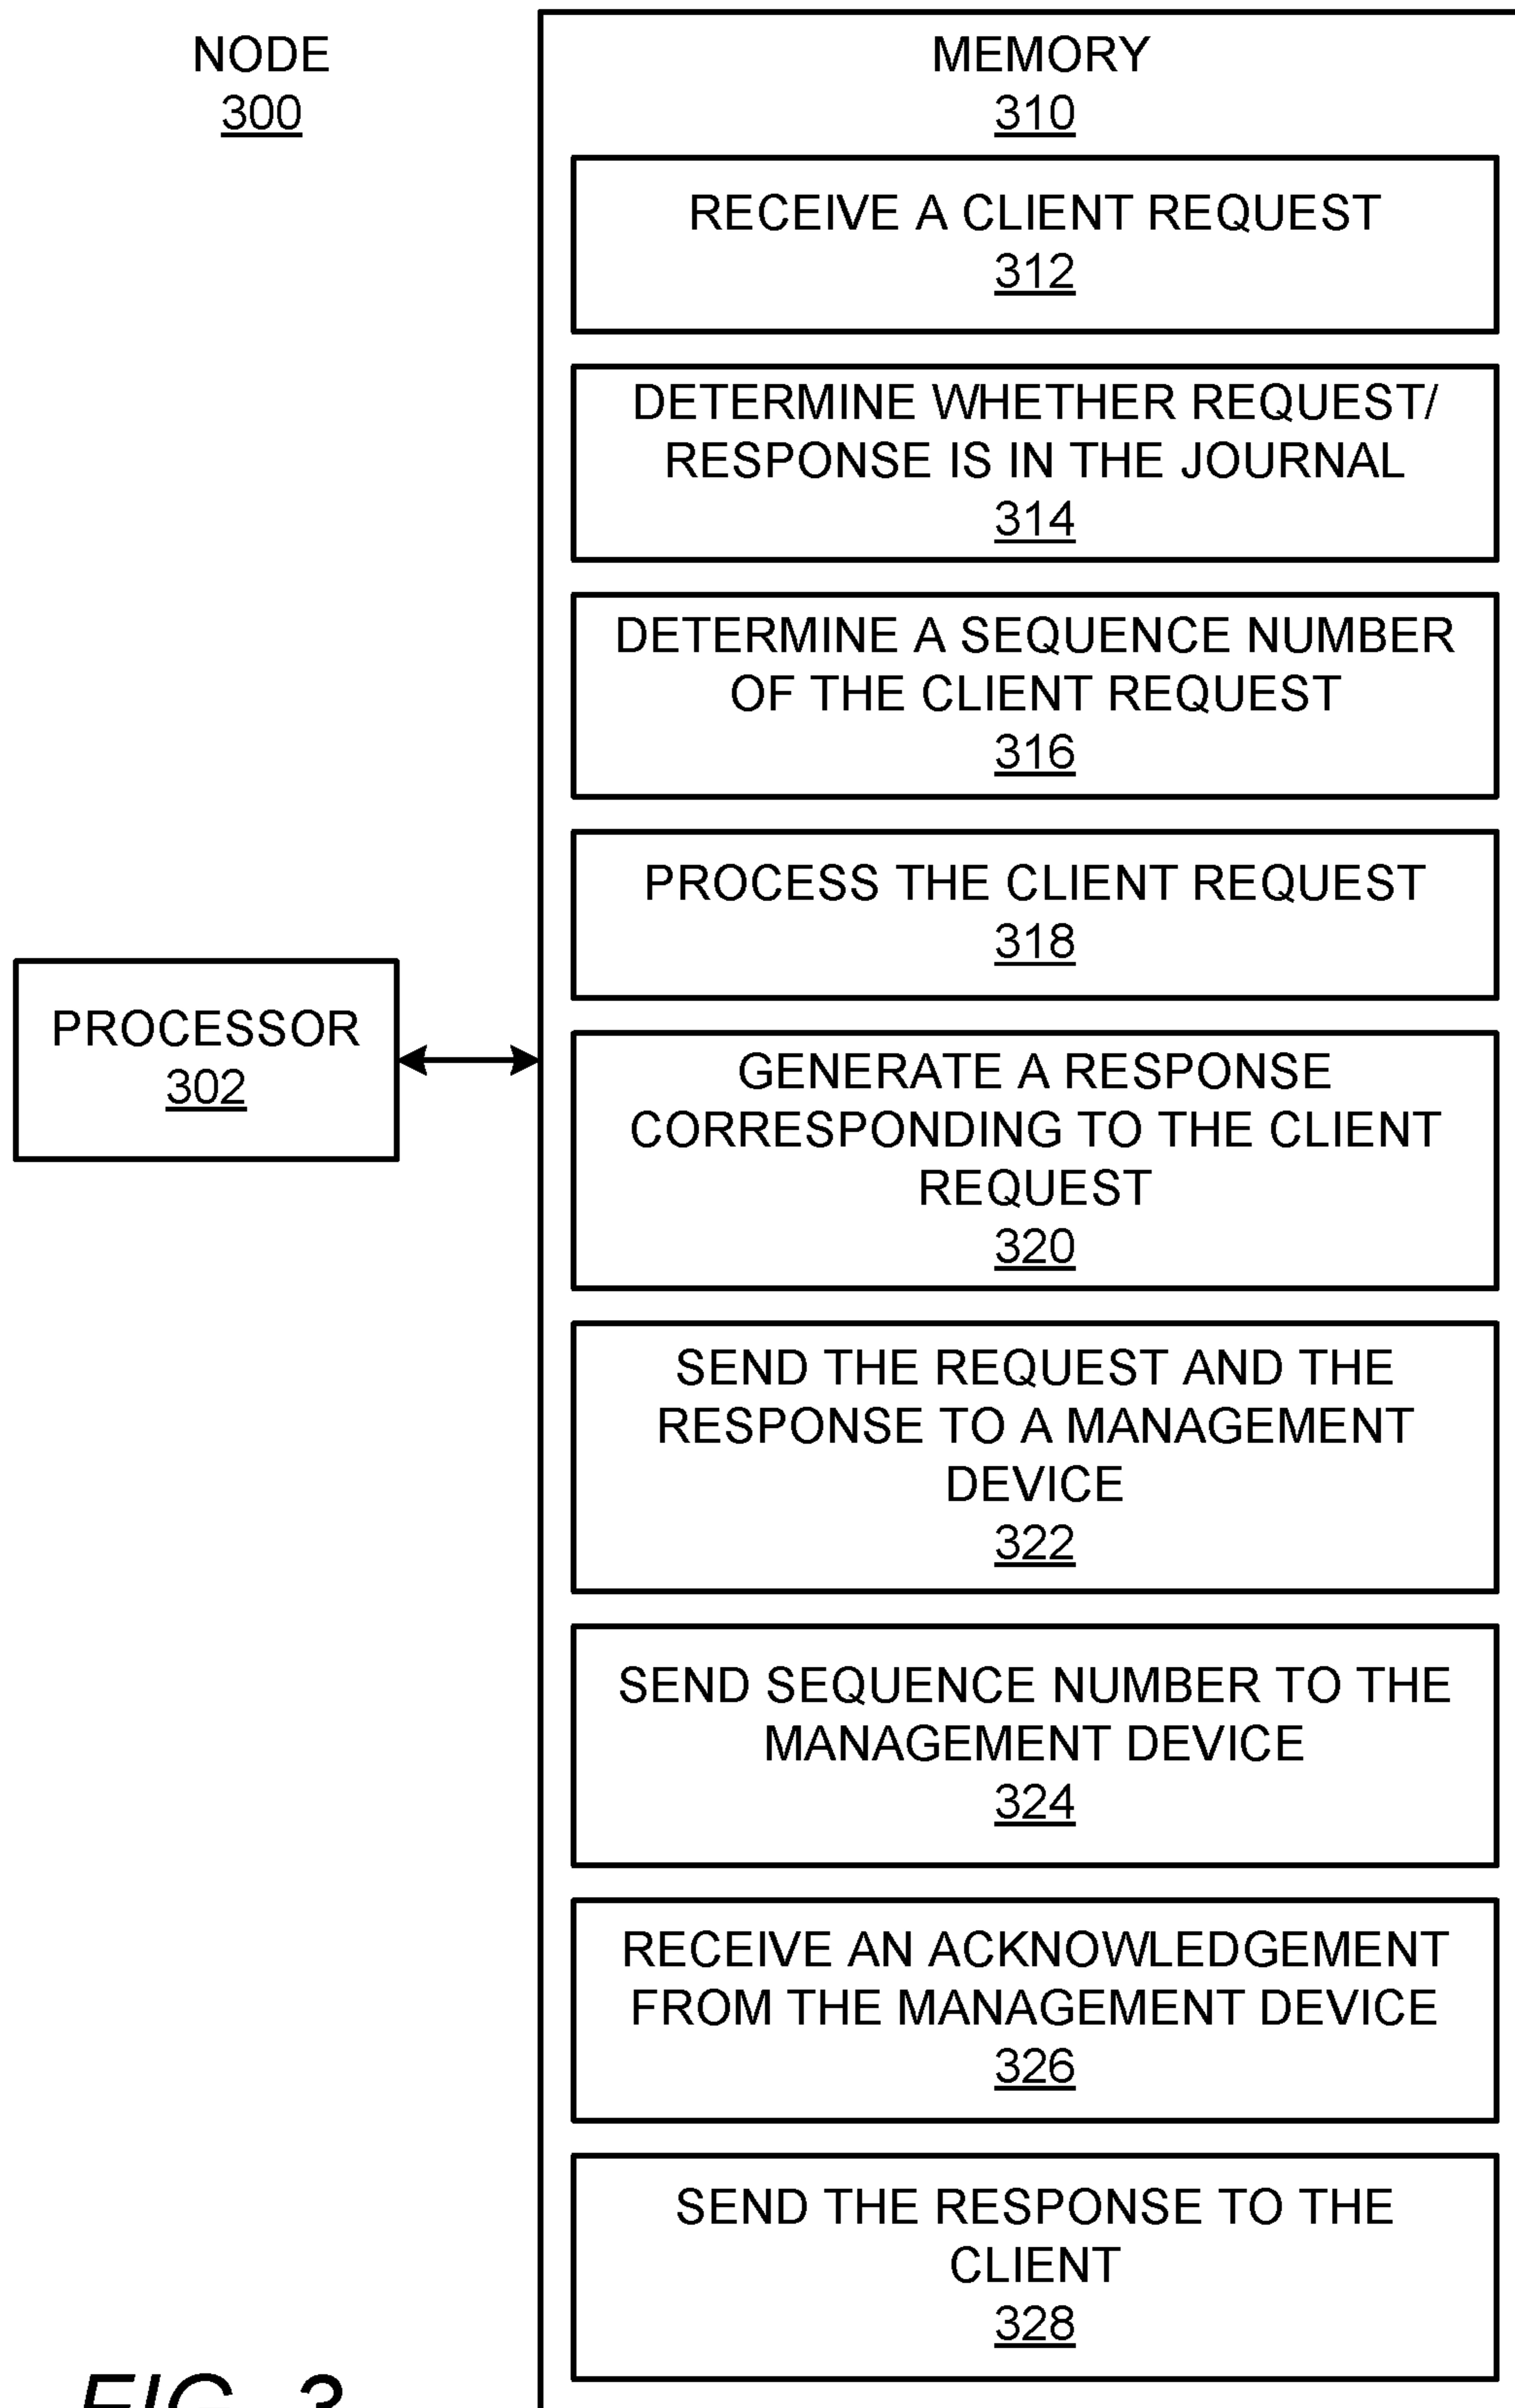 NODE
300
MEMORY
310
RECEIVE A CLIENT REQUEST
312
DETERMINE WHETHER REQUEST/
RESPONSE IS IN THE JOURNAL
314
DETERMINE A SEQUENCE NUMBER
OF THE CLIENT REQUEST
316
PROCESS THE CLIENT REQUEST
318
PROCESSOR
302
GENERATE A RESPONSE
CORRESPONDING TO THE CLIENT
REQUEST
320
SEND THE REQUEST AND THE
RESPONSE TO A MANAGEMENT
DEVICE
322
SEND SEQUENCE NUMBER TO THE
MANAGEMENT DEVICE
324
RECEIVE AN ACKNOWLEDGEMENT
FROM THE MANAGEMENT DEVICE
326
SEND THE RESPONSE TO THE
CLIENT
328
FIG. 3